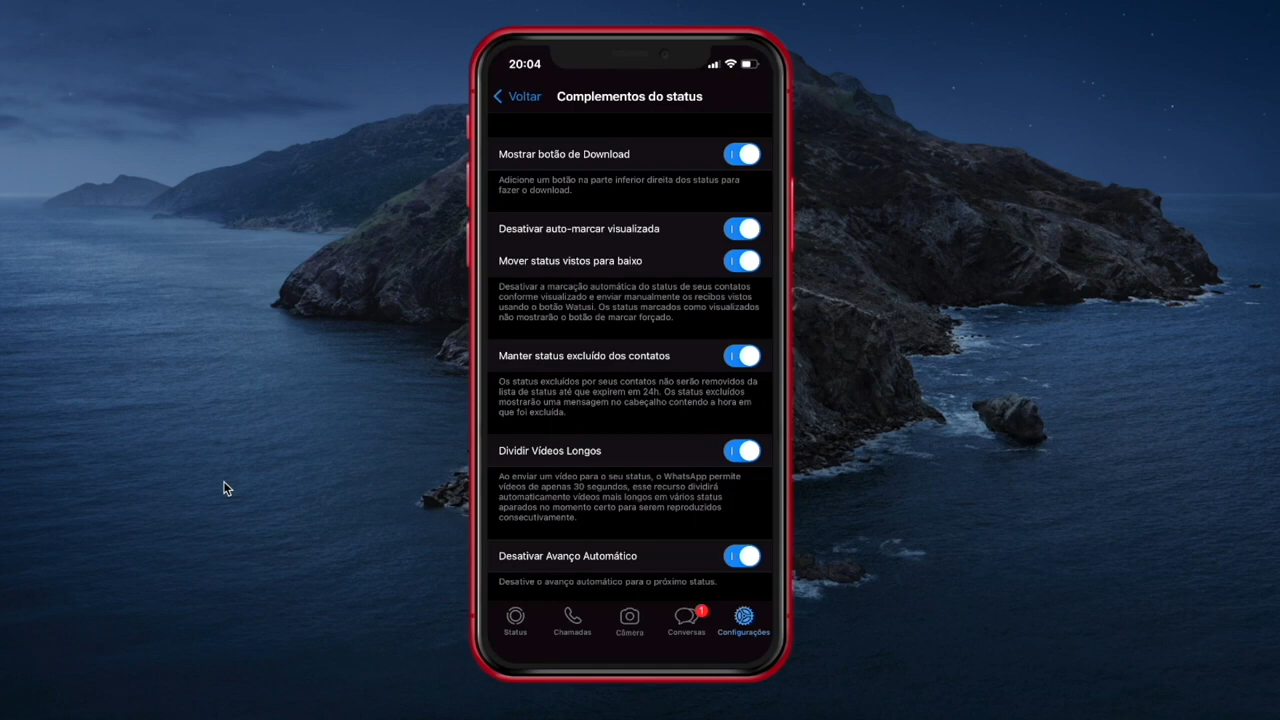 20:04
Voltar
Complementos do status
Mostrar botão de Download
Adicione um botão na parte inferior direita dos status para
fazer o download.
Desativar auto-marcar visualizada
Mover status vistos para baixo
Desativar a marcação automática do status de seus contatos
conforme visualizado e enviar manualmente os recibos vistos
usando o botão Watusi. Os status marcados como visualizados
não mostrarão o botão de marcar forçado.
Manter status excluído dos contatos
Os status excluídos por seus contatos não serão removidos da
lista de status até que expirem em 24h. Os status excluídos
mostrarão uma mensagem no cabeçalho contendo a hora em
que foi excluída.
Dividir Vídeos Longos
Ao enviar um vídeo para o seu status, o WhatsApp permite
vídeos de apenas 30 segundos, esse recurso dividirá
automaticamente vídeos mais longos em vários status
aparados no momento certo para serem reproduzidos
consecutivamente.
Desativar Avanço Automático
Desative o avanço automático para o próximo status.
1
Status
Chamadas
Câmera
Conversas
Configurações